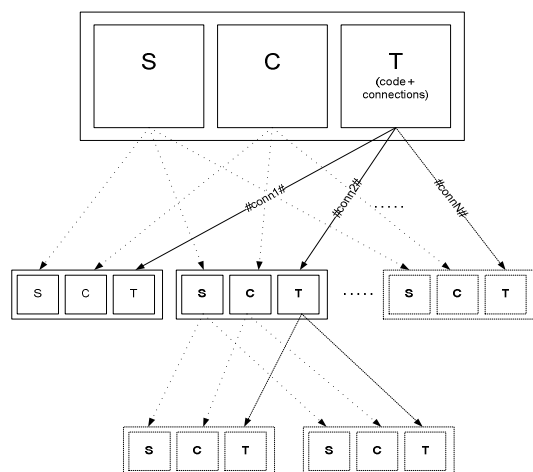 S C T
(code +
connections)
#conn1# #conn2# #connN#
.....
S C T S C T ..... S C T
S C T S C T